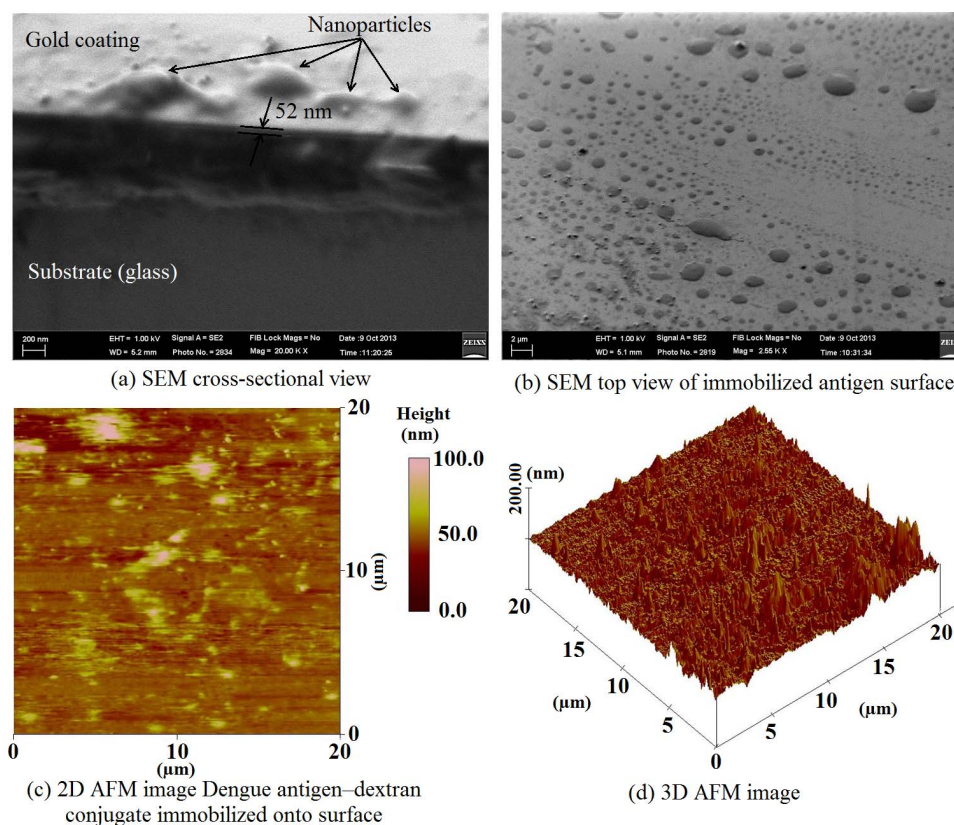 Nanoparticles
Gold coating
52 nm
Substrate (glass)
200 nm
EHT = 1.00 kV Signal A = SE2 FIB Lock Mags = No Date :9 Oct 2013
WD = 5.2 mm Photo No. = 2834 Mag = 20.00 K X Time :11:20:25
ZEISS
2 µm
EHT = 1.00 kV Signal A = SE2 FIB Lock Mags = No Date :9 Oct 2013
WD = 5.1 mm Photo No. = 2819 Mag = 2.55 K X Time :10:31:34
ZEISS
(a) SEM cross-sectional view
(b) SEM top view of immobilized antigen surface
20
10
(µm)
0
0
10
20
(µm)
Height
(nm)
100.0
50.0
0.0
(c) 2D AFM image Dengue antigen–dextran
conjugate immobilized onto surface
(nm)
200.00
20
15
10
5
(µm)
0
5
10
15
20
(µm)
(d) 3D AFM image